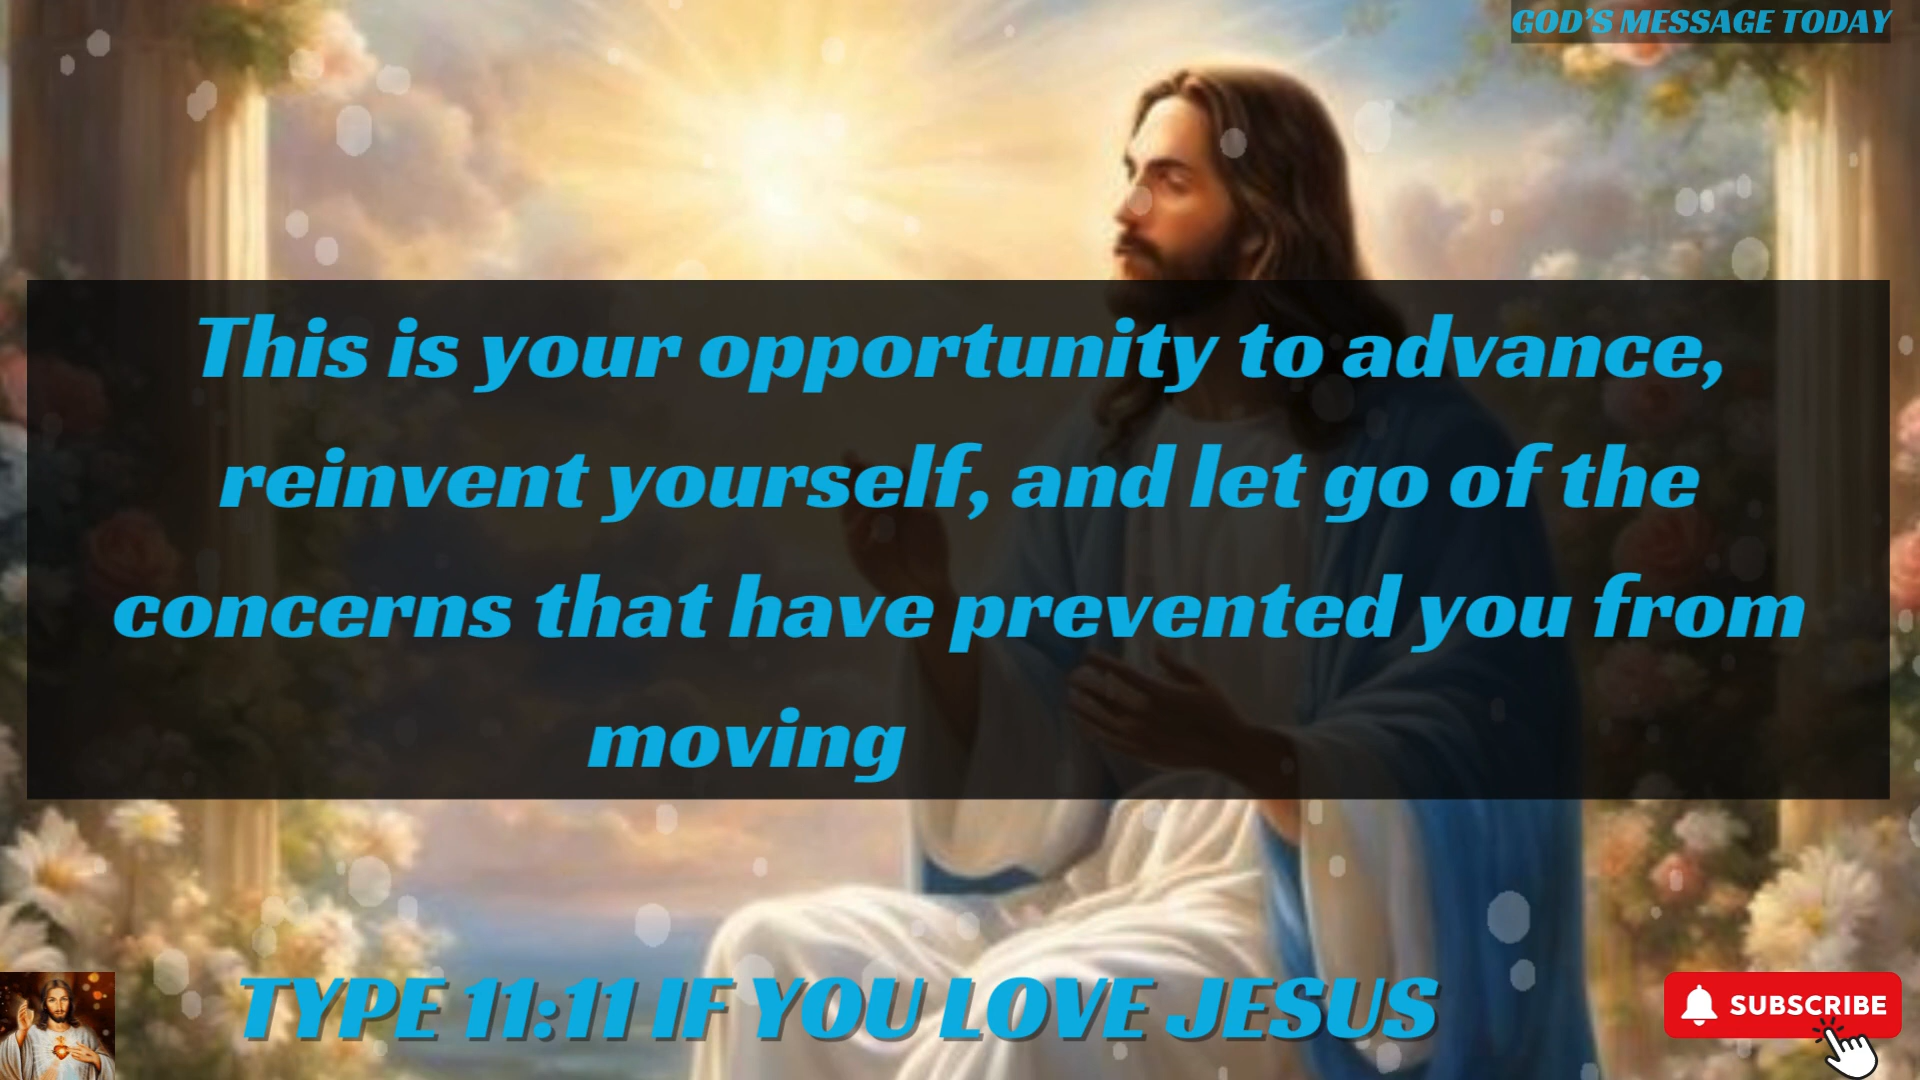 GOD'S MESSAGE TODAY
This is your opportunity to advance,
reinvent yourself, and let go of the
concerns that have prevented you from
moving
TYPE 11:11 IF YOU LOVE JESUS
SUBSCRIBE